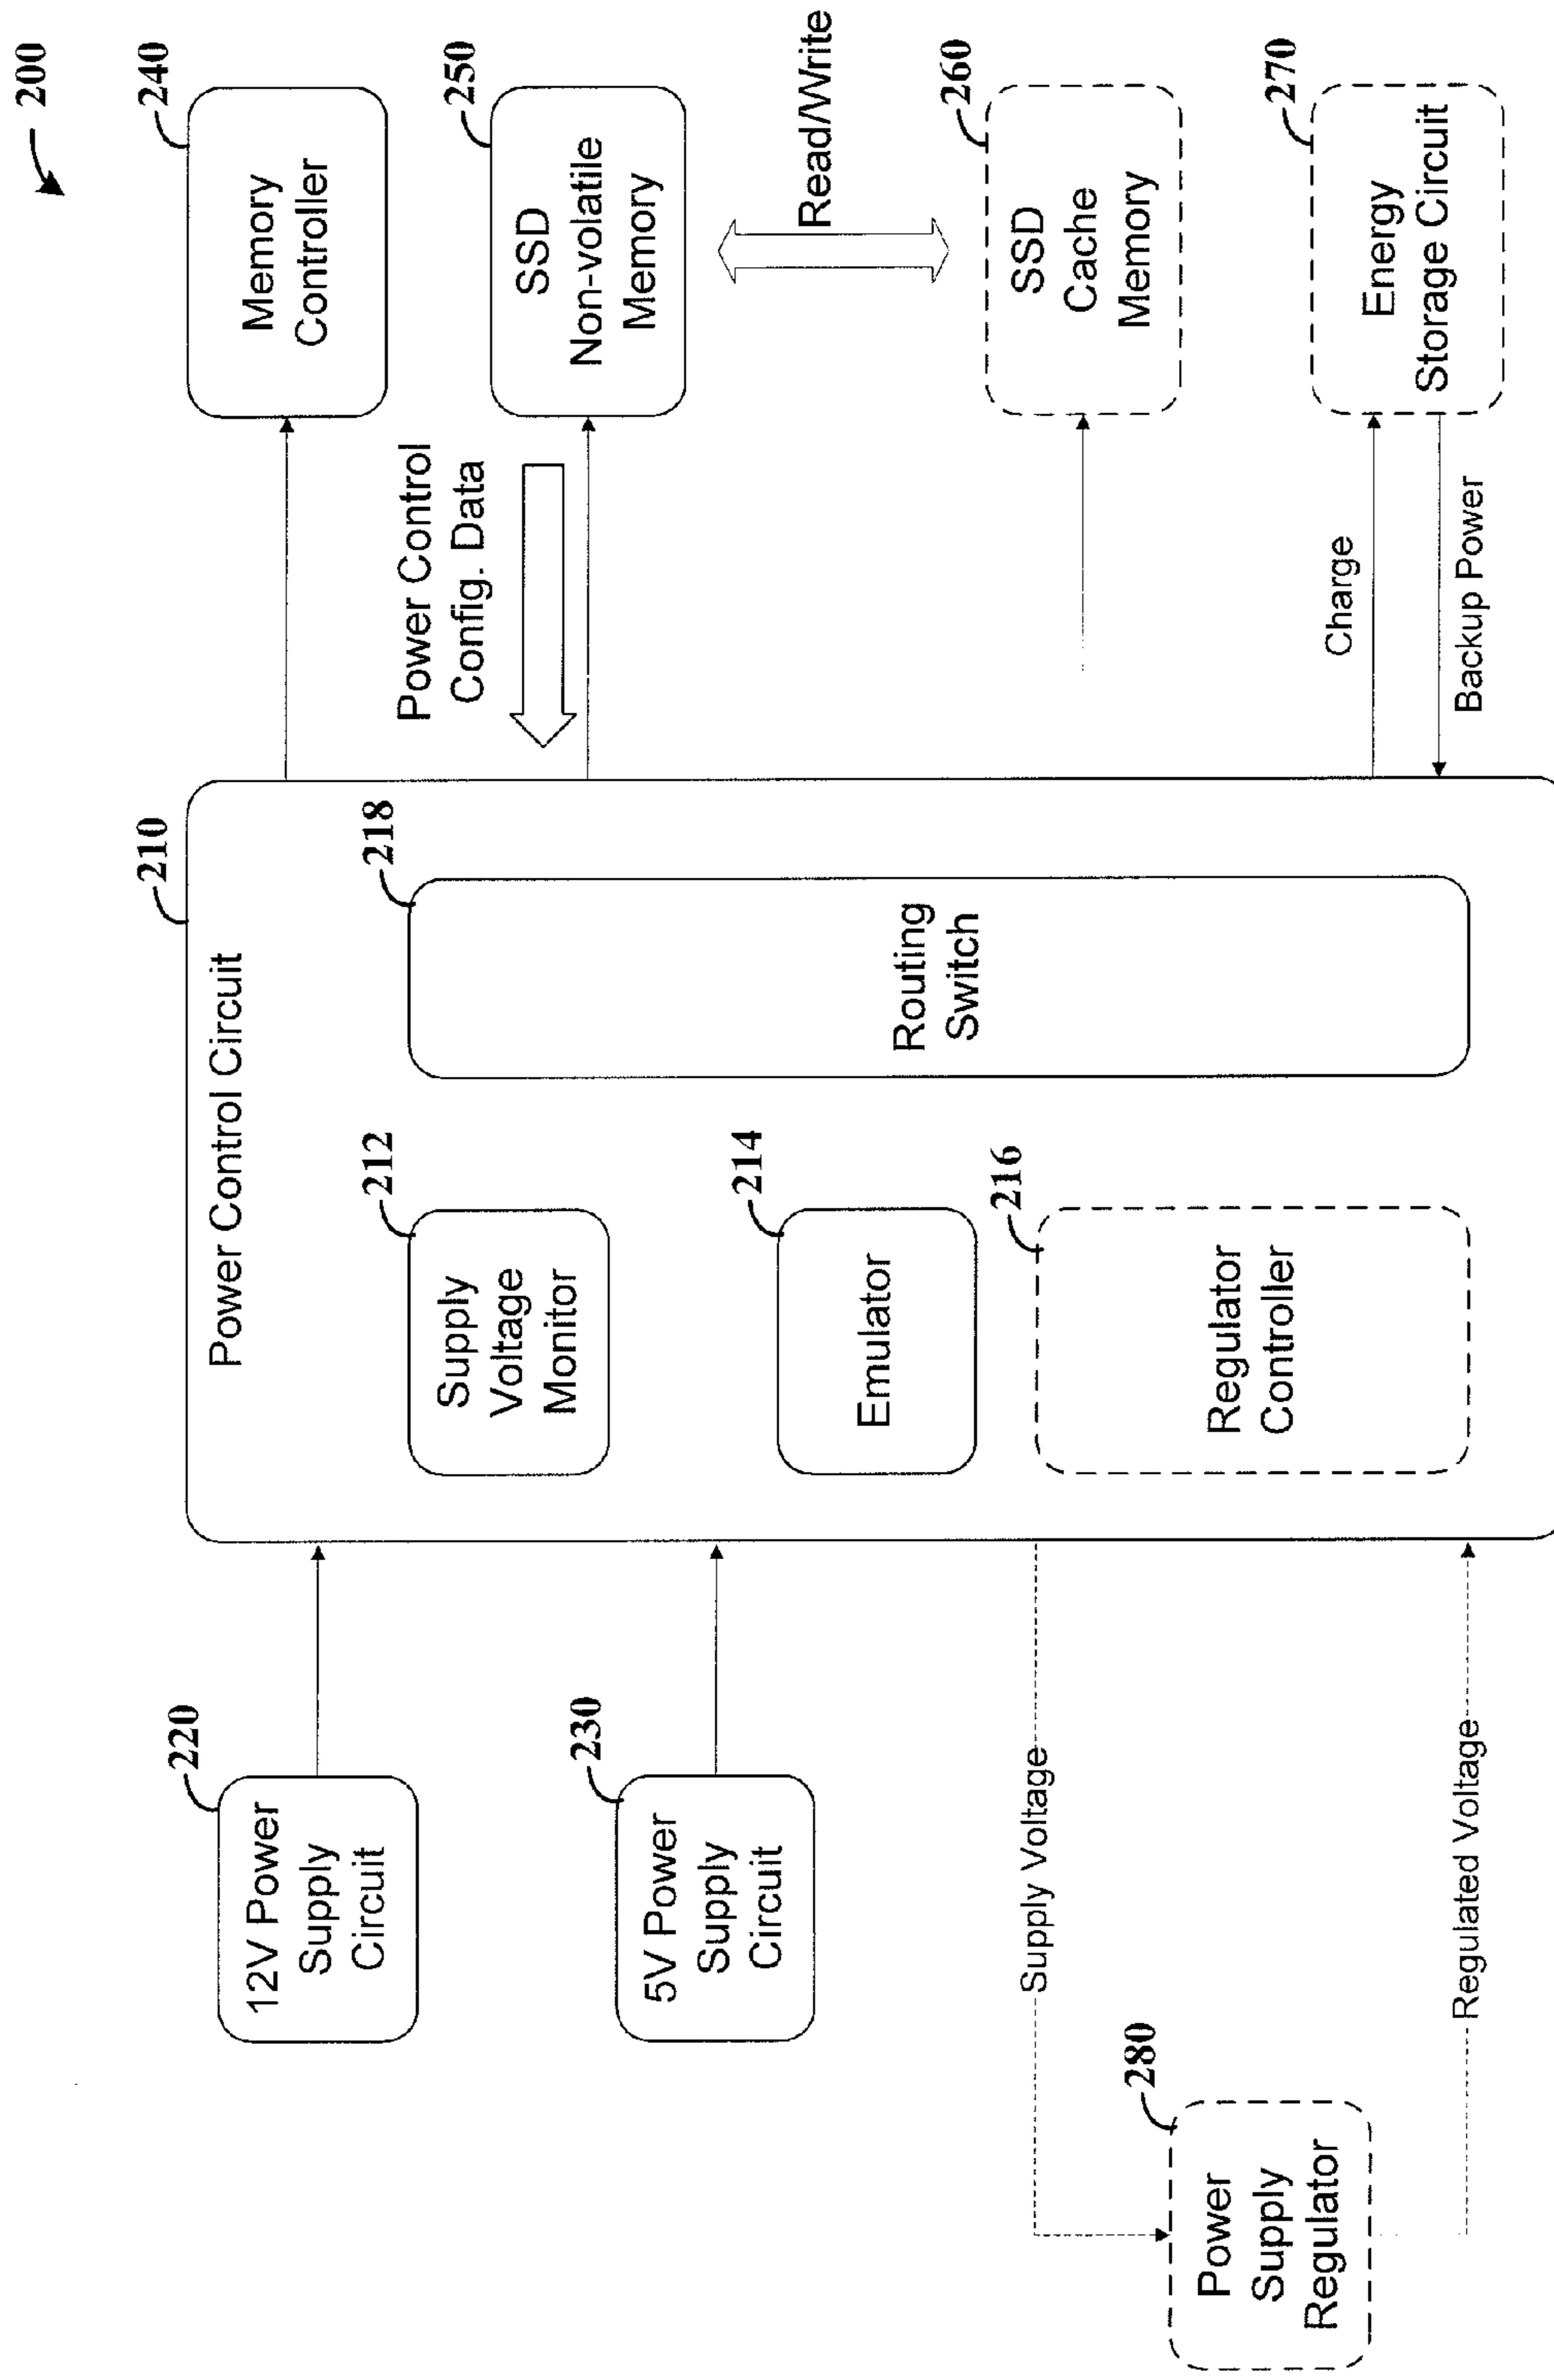 200
210
Power Control Circuit
220
12V Power
Supply
Circuit
230
5V Power
Supply
Circuit
Supply Voltage
280
Power
Supply
Regulator
Regulated Voltage
212
Supply
Voltage
Monitor
214
Emulator
216
Regulator
Controller
218
Routing
Switch
240
Memory
Controller
Power Control
Config. Data
250
SSD
Non-volatile
Memory
Read/Write
260
SSD
Cache
Memory
Charge
Backup Power
270
Energy
Storage Circuit